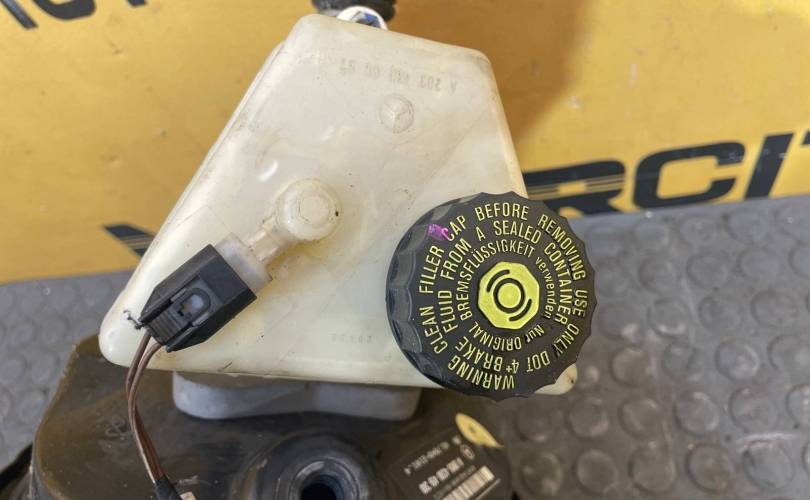 WARNING CLEAN FILLER CAP BEFORE REMOVING USE ONLY DOT 4+
BRAKE FLUID FROM A SEALED CONTAINER
Nur ORIGINAL BREMSFLÜSSIGKEIT verwenden
RCIT